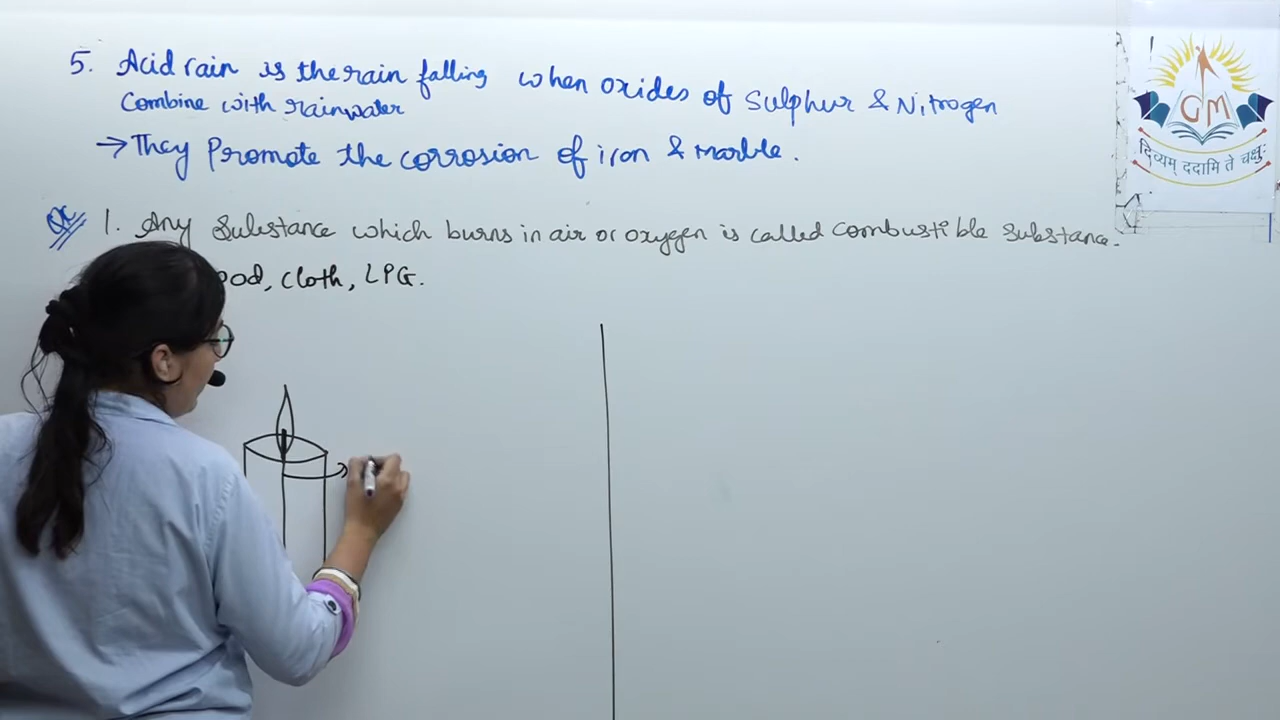 5. Acid rain is the rain falling when oxides of Sulphur & Nitrogen
Combine with rainwater
→ They Promote the corrosion of iron & Marble.
1. Any Substance which burns in air or oxygen is called Combustible Substance.
ood, Cloth, LPG.
GM
दिव्यम् ददामि ते चक्षुः